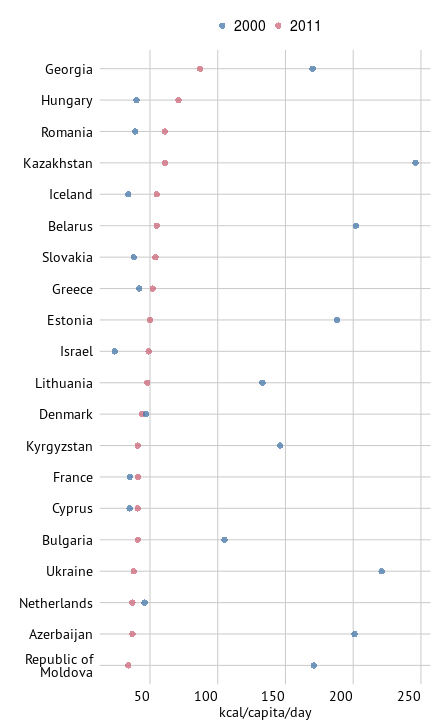 2000 2011
Georgia
Hungary
Romania
Kazakhstan
Iceland
Belarus
Slovakia
Greece
Estonia
Israel
Lithuania
Denmark
Kyrgyzstan
France
Cyprus
Bulgaria
Ukraine
Netherlands
Azerbaijan
Republic of
Moldova
50 100 150 200 250
kcal/capita/day